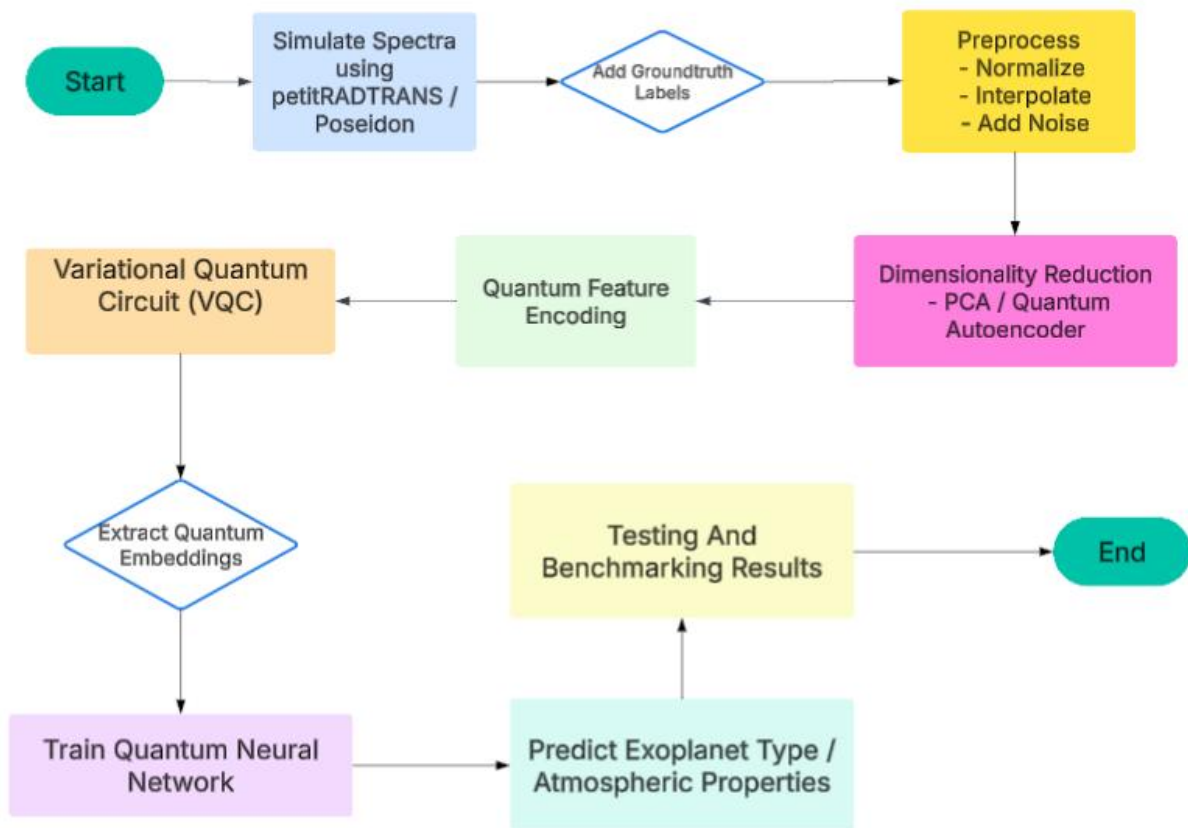 Start
Simulate Spectra
using
petitRADTRANS /
Poseidon
Add Groundtruth
Labels
Preprocess
- Normalize
- Interpolate
- Add Noise
Dimensionality Reduction
- PCA / Quantum
Autoencoder
Quantum Feature
Encoding
Variational Quantum
Circuit (VQC)
Extract Quantum
Embeddings
Train Quantum Neural
Network
Predict Exoplanet Type /
Atmospheric Properties
Testing And
Benchmarking Results
End